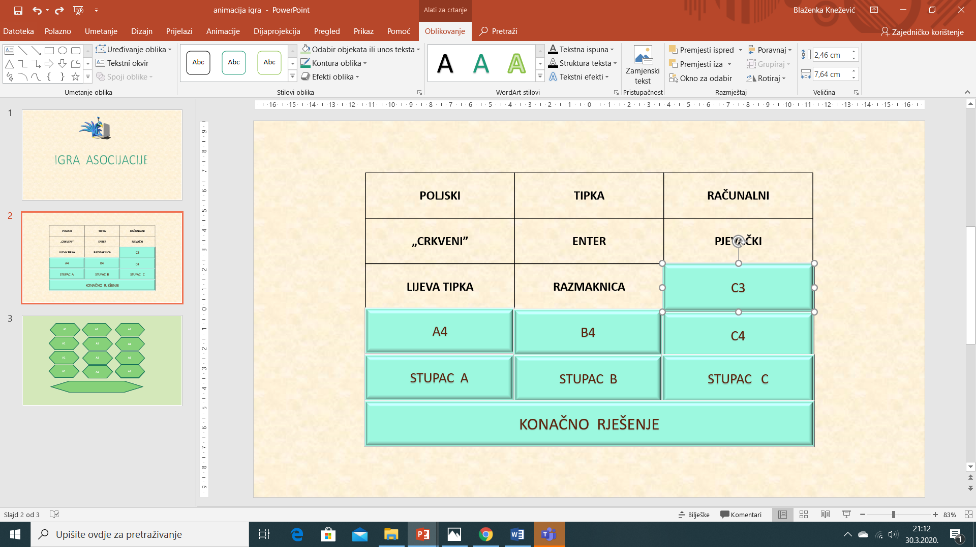 animacija igra - PowerPoint
Alati za crtanje
Blaženka Knežević
Datoteka Polazno Umetanje Dizajn Prijelazi Animacije Dijaprojekcija Pregled Prikaz Pomoć Oblikovanje Pretraži
Zajedničko korištenje
Uređivanje oblika
Tekstni okvir
Spoji oblike
Umetanje oblika
Abc Abc Abc
Odabir objekata ili unos teksta
Kontura oblika
Efekti oblika
Stilovi oblika
A A A
Tekstna ispuna
Struktura teksta
Tekstni efekti
WordArt stilovi
Zamjenski
tekst
Pristupačnost
Premjesti ispred
Premjesti iza
Okno za odabir
Poravnaj
Grupiraj
Rotiraj
Razmještaj
2,46 cm
7,64 cm
Veličina
1
IGRA ASOCIJACIJE
2
3
POLJSKI TIPKA RAČUNALNI
„CRKVENI” ENTER
LIJEVA TIPKA RAZMAKNICA C3
A4 B4 C4
STUPAC A STUPAC B STUPAC C
KONAČNO RJEŠENJE
Slajd 2 od 3
Bilješke
Komentari
83%
Upišite ovdje za pretraživanje
21:12
30.3.2020.